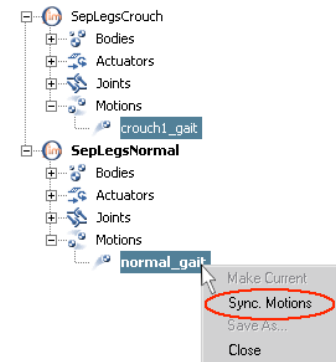 SepLegsCrouch
Bodies
Actuators
Joints
Motions
crouch1_gait
SepLegsNormal
Bodies
Actuators
Joints
Motions
normal_gait
Make Current
Sync. Motions
Save As...
Close